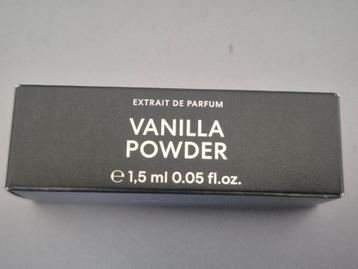 EXTRAIT DE PARFUM
VANILLA
POWDER
℮ 1,5 ml 0.05 fl.oz.